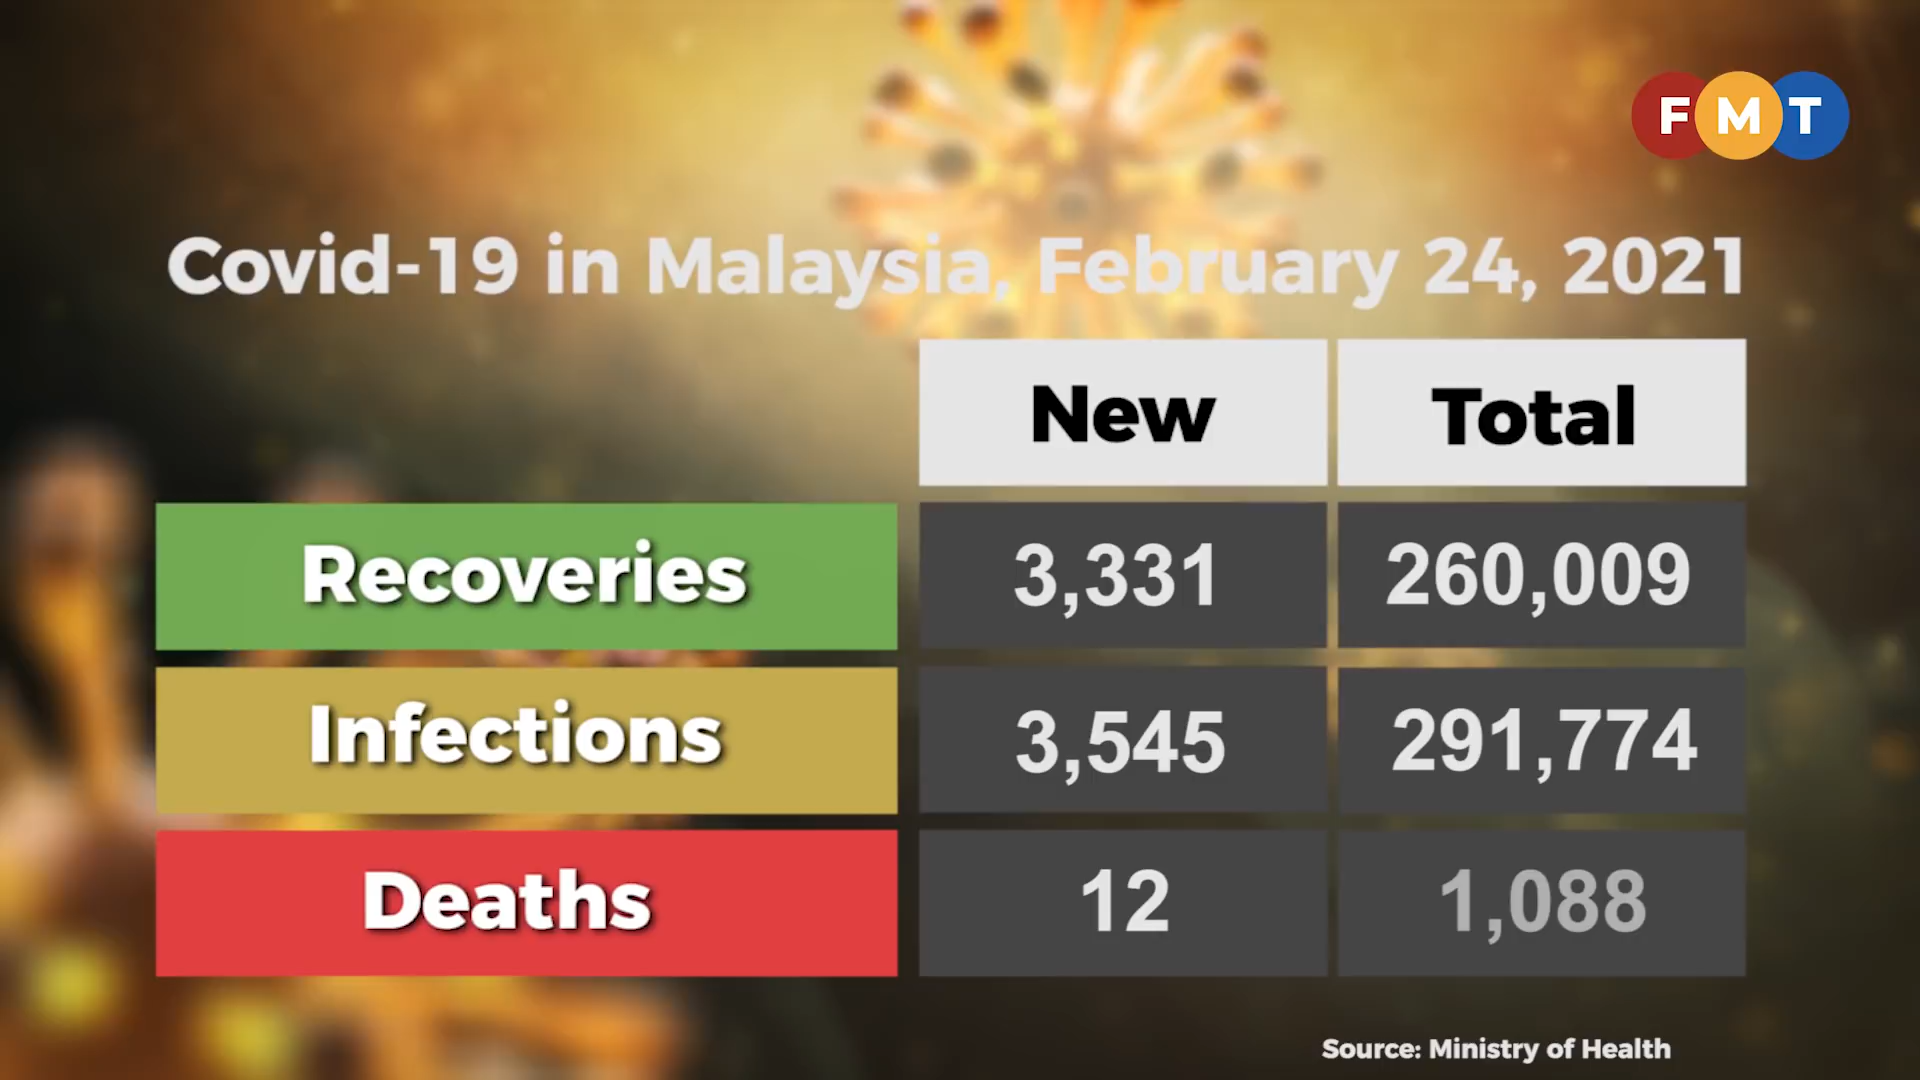 FMT
Covid-19 in Malaysia, February 24, 2021
New Total
Recoveries 3,331 260,009
Infections 3,545 291,774
Deaths 12 1,088
Source: Ministry of Health